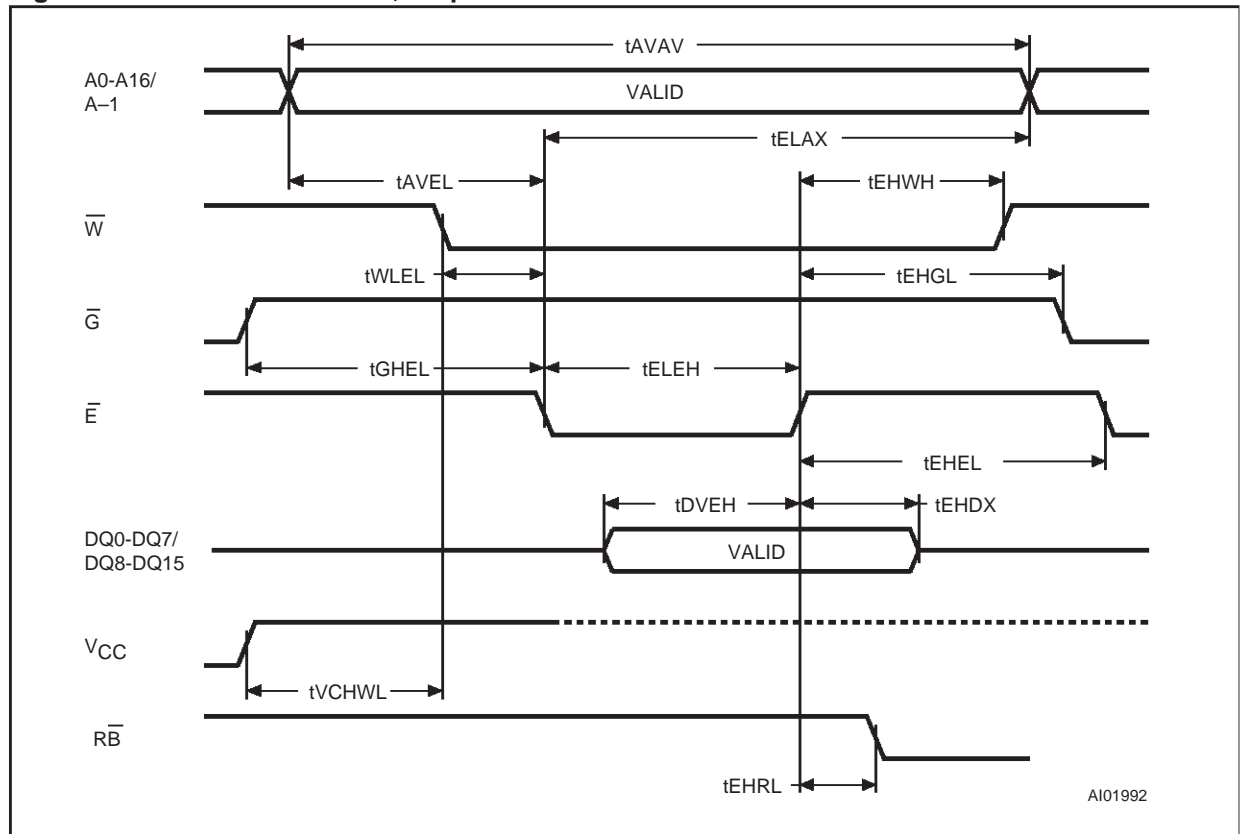 tAVAV
A0-A16/
A–1
VALID
tELAX
tAVEL
tEHWH
W̅
tWLEL
tEHGL
G̅
tGHEL
tELEH
E̅
tEHEL
tDVEH
tEHDX
DQ0-DQ7/
DQ8-DQ15
VALID
VCC
tVCHWL
RB̅
tEHRL
AI01992